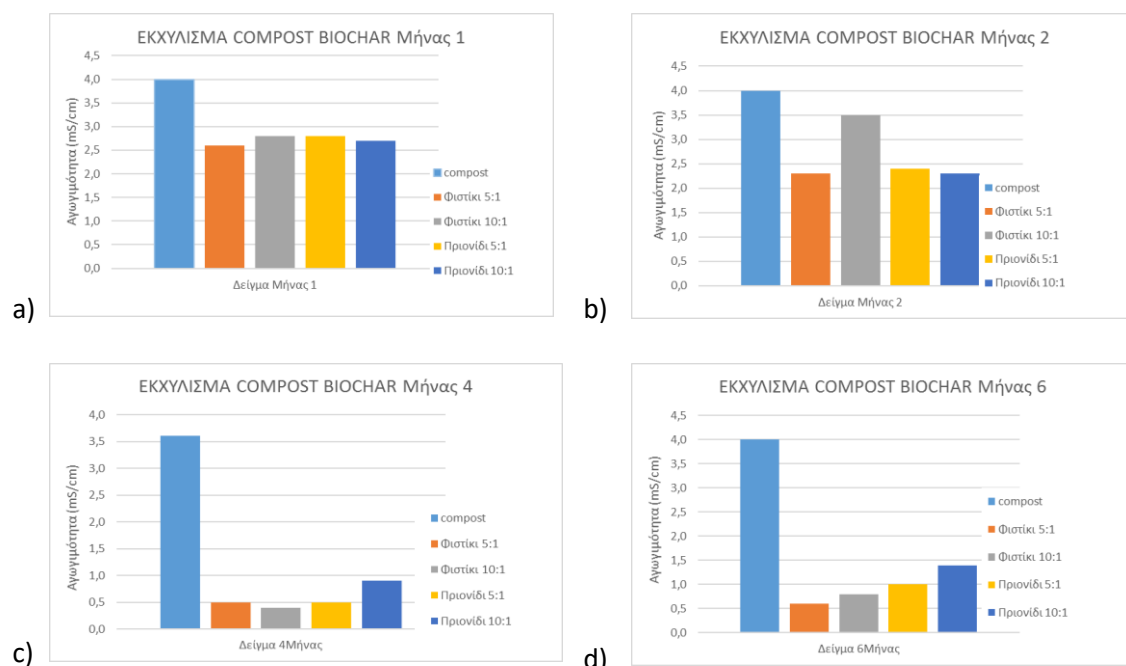 ΕΚΧΥΛΙΣΜΑ COMPOST BIOCHAR Μήνας 1
Αγωγιμότητα (mS/cm)
4,5
4,0
3,5
3,0
2,5
2,0
1,5
1,0
0,5
0,0
Δείγμα Μήνας 1
compost
Φιστίκι 5:1
Φιστίκι 10:1
Πριονίδι 5:1
Πριονίδι 10:1
a)
ΕΚΧΥΛΙΣΜΑ COMPOST BIOCHAR Μήνας 2
Αγωγιμότητα (mS/cm)
4,5
4,0
3,5
3,0
2,5
2,0
1,5
1,0
0,5
0,0
Δείγμα Μήνας 2
compost
Φιστίκι 5:1
Φιστίκι 10:1
Πριονίδι 5:1
Πριονίδι 10:1
b)
ΕΚΧΥΛΙΣΜΑ COMPOST BIOCHAR Μήνας 4
Αγωγιμότητα (mS/cm)
4,0
3,5
3,0
2,5
2,0
1,5
1,0
0,5
0,0
Δείγμα 4Μήνας
compost
Φιστίκι 5:1
Φιστίκι 10:1
Πριονίδι 5:1
Πριονίδι 10:1
c)
ΕΚΧΥΛΙΣΜΑ COMPOST BIOCHAR Μήνας 6
Αγωγιμότητα (mS/cm)
4,5
4,0
3,5
3,0
2,5
2,0
1,5
1,0
0,5
0,0
Δείγμα 6Μήνας
compost
Φιστίκι 5:1
Φιστίκι 10:1
Πριονίδι 5:1
Πριονίδι 10:1
d)